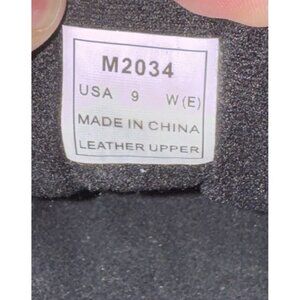 M2034
USA 9 W(E)
MADE IN CHINA
LEATHER UPPER